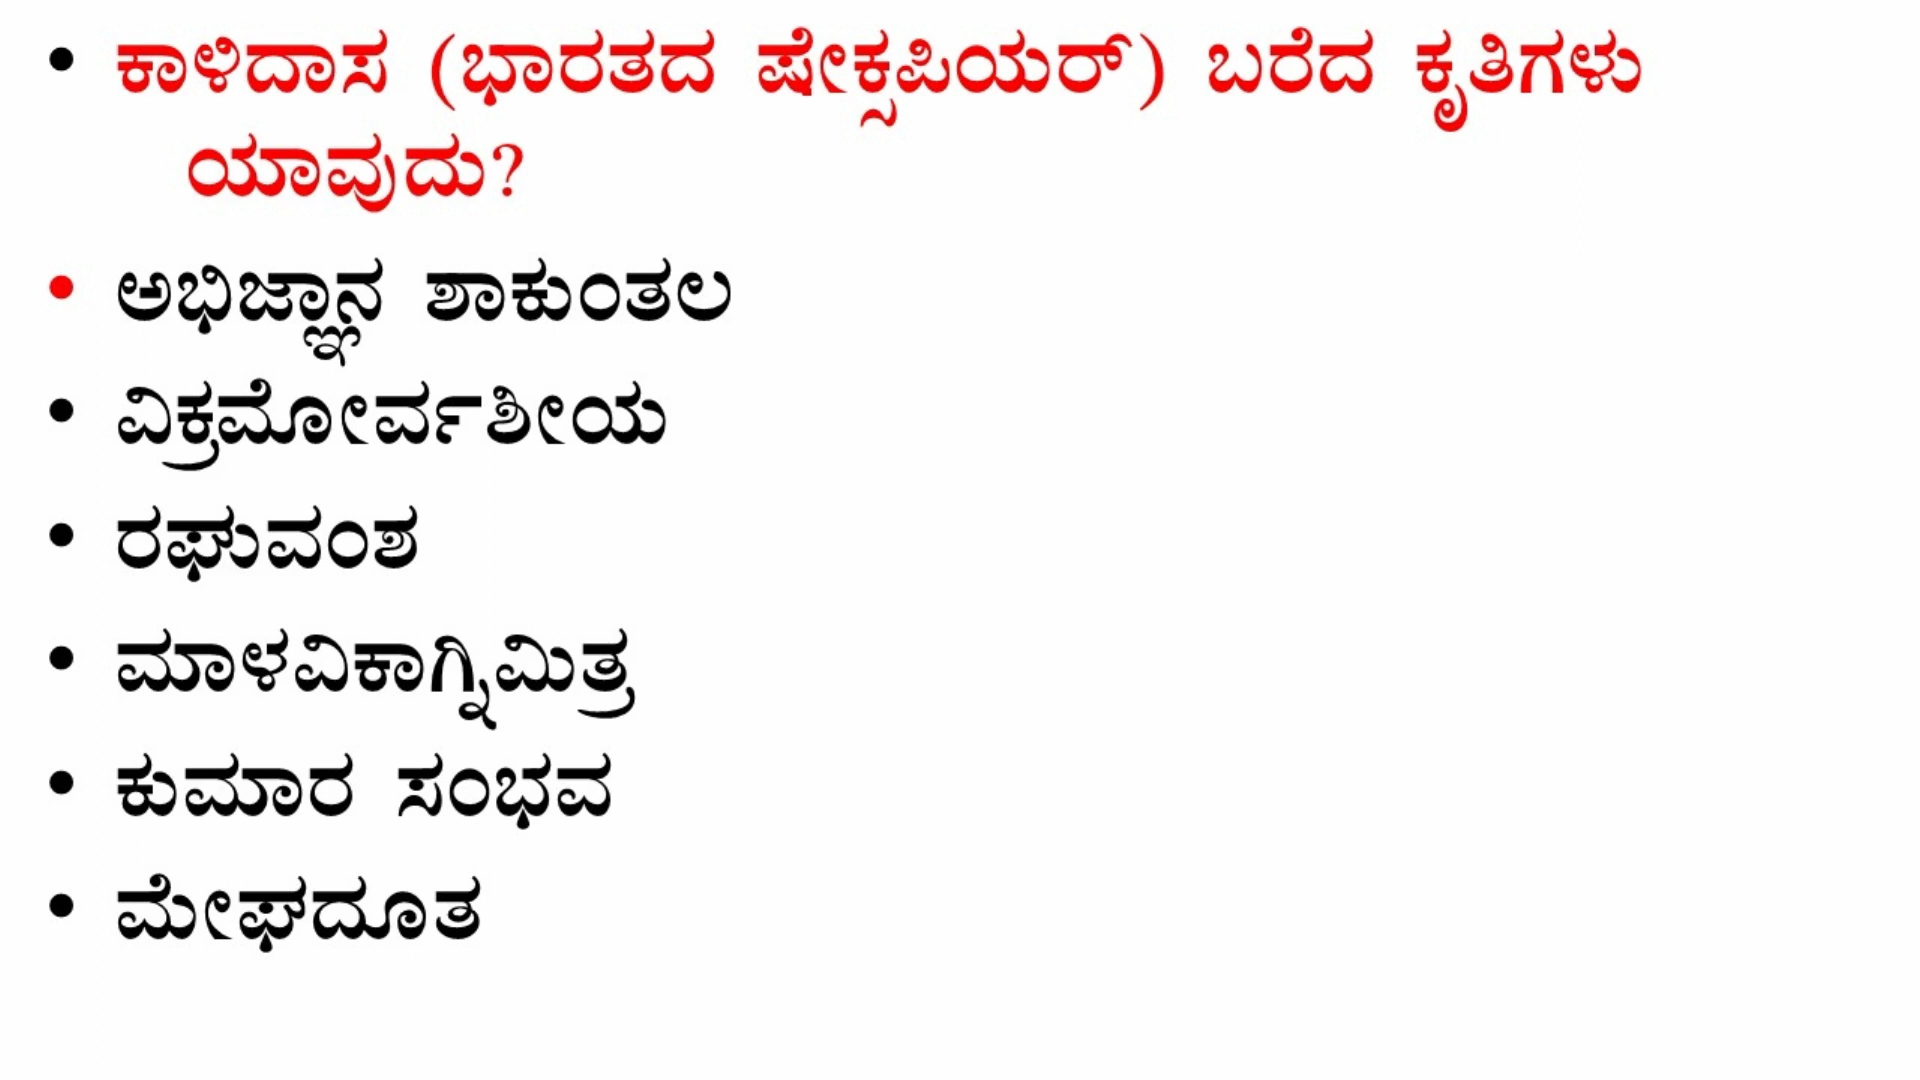 • ಕಾಳಿದಾಸ (ಭಾರತದ ಷೇಕ್ಸಪಿಯರ್) ಬರೆದ ಕೃತಿಗಳು
ಯಾವುದು?
• ಅಭಿಜ್ಞಾನ ಶಾಕುಂತಲ
• ವಿಕ್ರಮೋರ್ವಶೀಯ
• ರಘುವಂಶ
• ಮಾಳವಿಕಾಗ್ನಿಮಿತ್ರ
• ಕುಮಾರ ಸಂಭವ
• ಮೇಘದೂತ